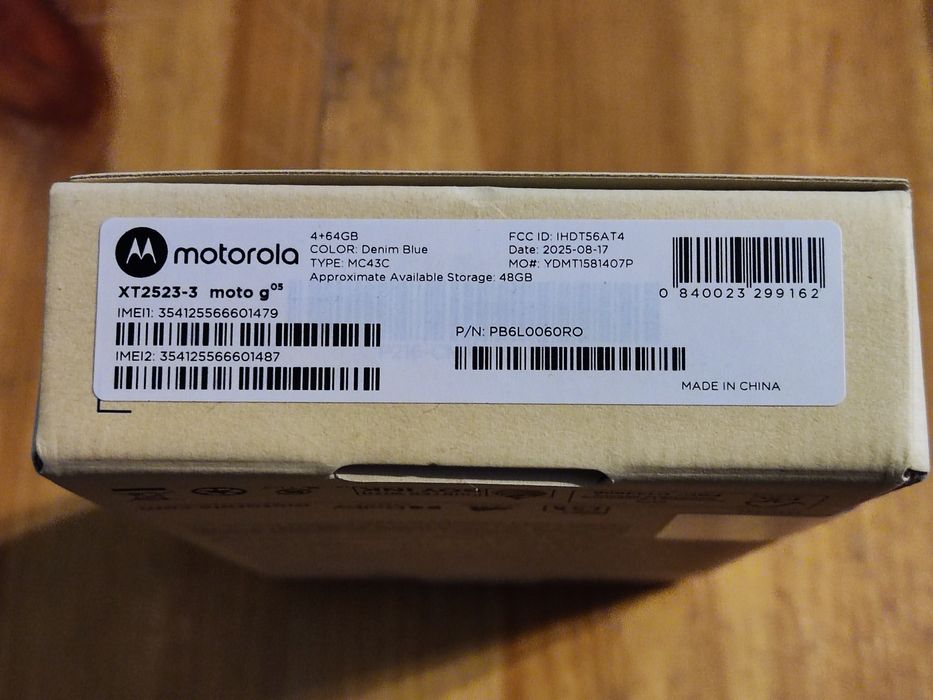 motorola
4+64GB
COLOR: Denim Blue
TYPE: MC43C
Approximate Available Storage: 48GB
FCC ID: IHDT56AT4
Date: 2025-08-17
MO#: YDMT1581407P
0 840023 299162
XT2523-3 moto g05
IMEI1: 354125566601479
IMEI2: 354125566601487
P/N: PB6L0060RO
MADE IN CHINA